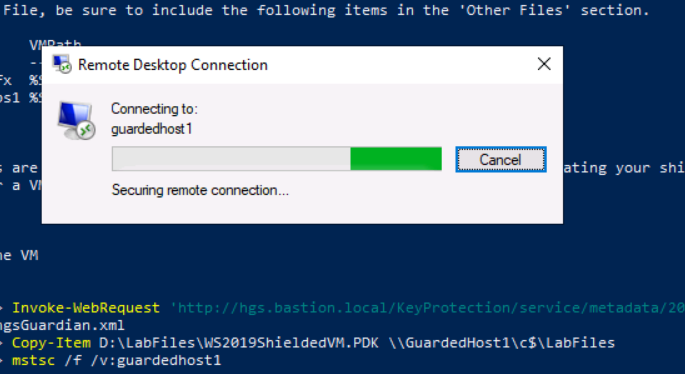 File, be sure to include the following items in the 'Other Files' section.
VMPath
Remote Desktop Connection
--
fx %S
os1 %S
Connecting to:
guardedhost1
Cancel
s are
ating your shi
r a VM
Securing remote connection...
he VM
> Invoke-WebRequest 'http://hgs.bastion.local/KeyProtection/service/metadata/20
ngsGuardian.xml
> Copy-Item D:\LabFiles\WS2019ShieldedVM.PDK \\GuardedHost1\c$\LabFiles
> mstsc /f /v:guardedhost1